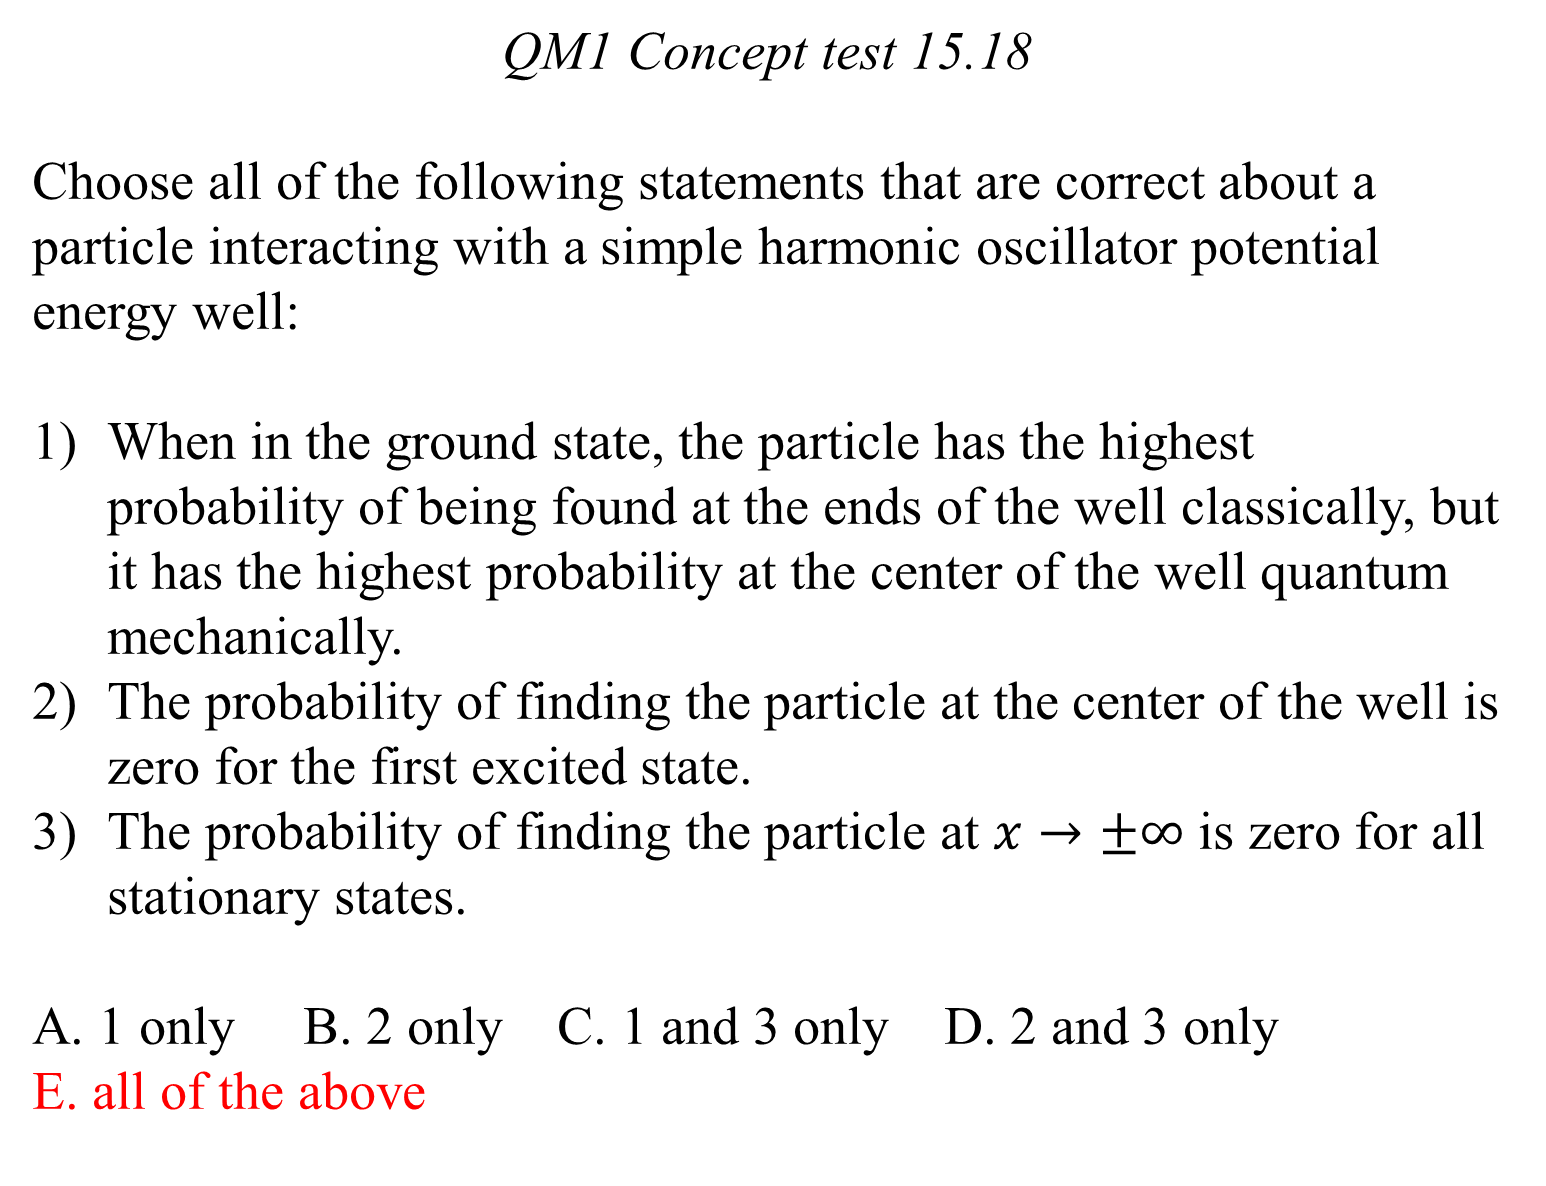 QM1 Concept test 15.18
Choose all of the following statements that are correct about a
particle interacting with a simple harmonic oscillator potential
energy well:
1) When in the ground state, the particle has the highest
probability of being found at the ends of the well classically, but
it has the highest probability at the center of the well quantum
mechanically.
2) The probability of finding the particle at the center of the well is
zero for the first excited state.
3) The probability of finding the particle at x → ±∞ is zero for all
stationary states.
A. 1 only B. 2 only C. 1 and 3 only D. 2 and 3 only
E. all of the above